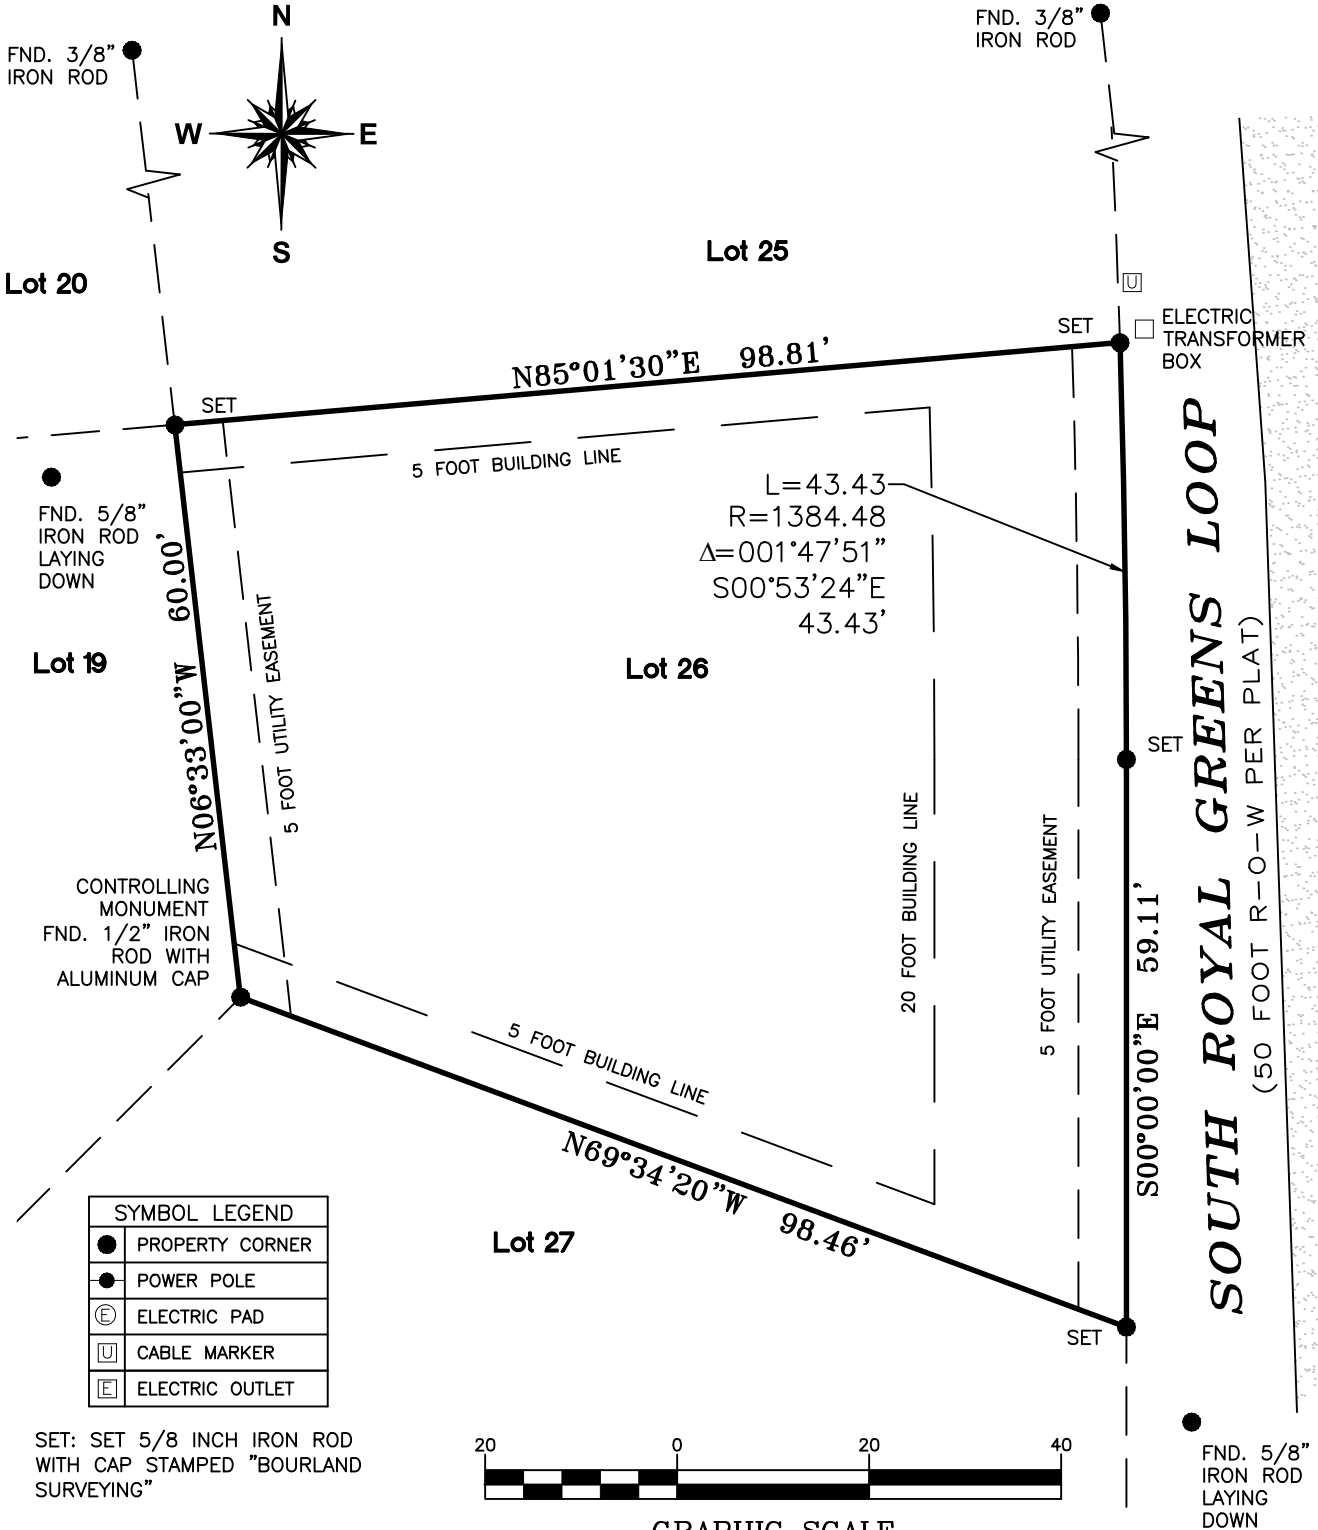 N
FND. 3/8"
IRON ROD
FND. 3/8"
IRON ROD
W
E
S
Lot 20
Lot 25
U
SET
ELECTRIC
TRANSFORMER
BOX
N85°01'30"E 98.81'
SET
5 FOOT BUILDING LINE
FND. 5/8"
IRON ROD
LAYING
DOWN
L=43.43
R=1384.48
Δ=001°47'51"
S00°53'24"E
43.43'
N06°33'00"W 60.00'
5 FOOT UTILITY EASEMENT
Lot 19
Lot 26
SET
SOUTH ROYAL GREENS LOOP
(50 FOOT R-O-W PER PLAT)
20 FOOT BUILDING LINE
5 FOOT UTILITY EASEMENT
S00°00'00"E 59.11'
CONTROLLING
MONUMENT
FND. 1/2" IRON
ROD WITH
ALUMINUM CAP
5 FOOT BUILDING LINE
N69°34'20"W 98.46'
Lot 27
SET
SYMBOL LEGEND
PROPERTY CORNER
POWER POLE
E ELECTRIC PAD
U CABLE MARKER
E ELECTRIC OUTLET
SET: SET 5/8 INCH IRON ROD
WITH CAP STAMPED "BOURLAND
SURVEYING"
20 0 20 40
FND. 5/8"
IRON ROD
LAYING
DOWN
GRAPHIC SCALE